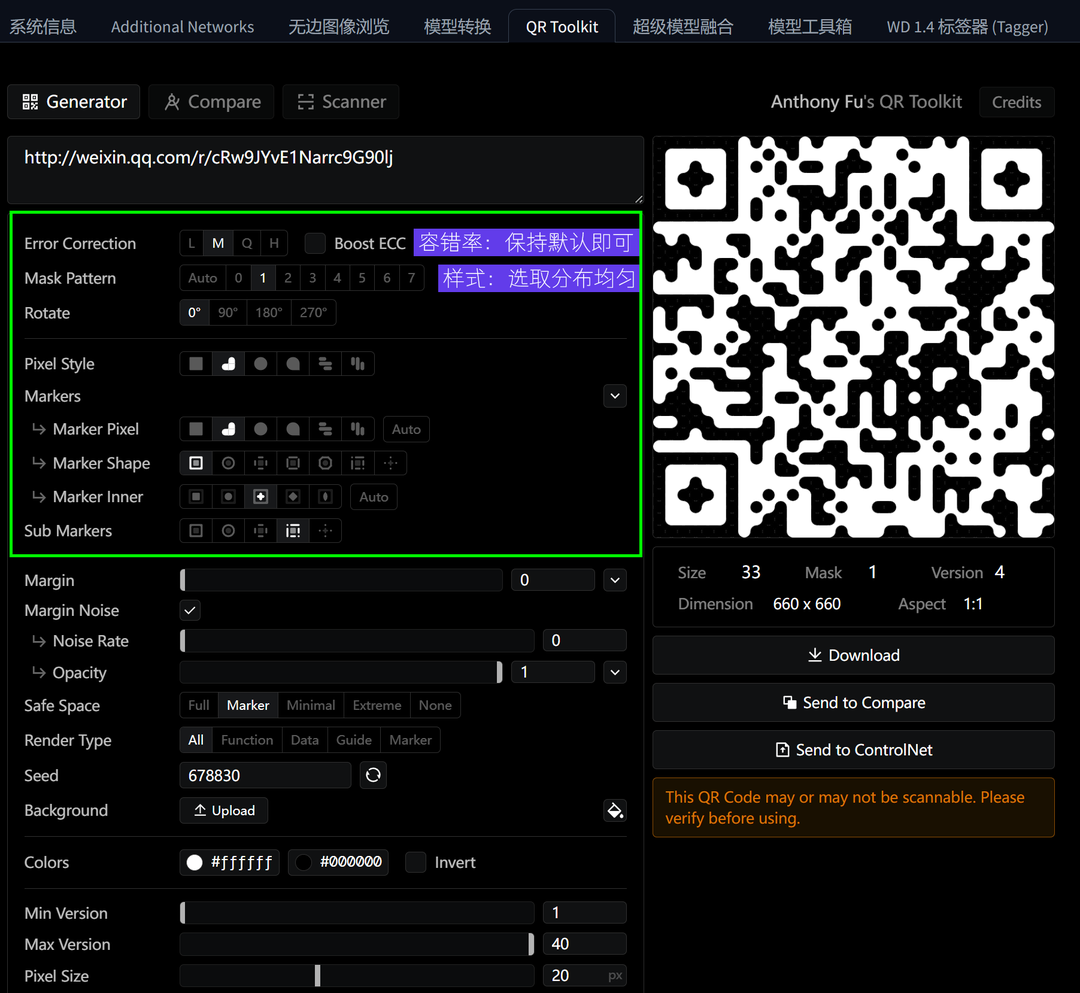 系统信息 Additional Networks 无边图像浏览 模型转换 QR Toolkit 超级模型融合 模型工具箱 WD 1.4 标签器 (Tagger)
Generator Compare Scanner Anthony Fu's QR Toolkit Credits
http://weixin.qq.com/r/cRw9JYvE1Narrc9G90lj
Error Correction L M Q H Boost ECC 容错率：保持默认即可
Mask Pattern Auto 0 1 2 3 4 5 6 7 样式：选取分布均匀
Rotate 0° 90° 180° 270°
Pixel Style
Markers
Marker Pixel Auto
Marker Shape
Marker Inner Auto
Sub Markers
Margin 0
Margin Noise
Noise Rate 0
Opacity 1
Safe Space Full Marker Minimal Extreme None
Render Type All Function Data Guide Marker
Seed 678830
Background Upload
Colors #ffffff #000000 Invert
Min Version 1
Max Version 40
Pixel Size 20 px
Size 33 Mask 1 Version 4
Dimension 660 x 660 Aspect 1:1
Download
Send to Compare
Send to ControlNet
This QR Code may or may not be scannable. Please
verify before using.